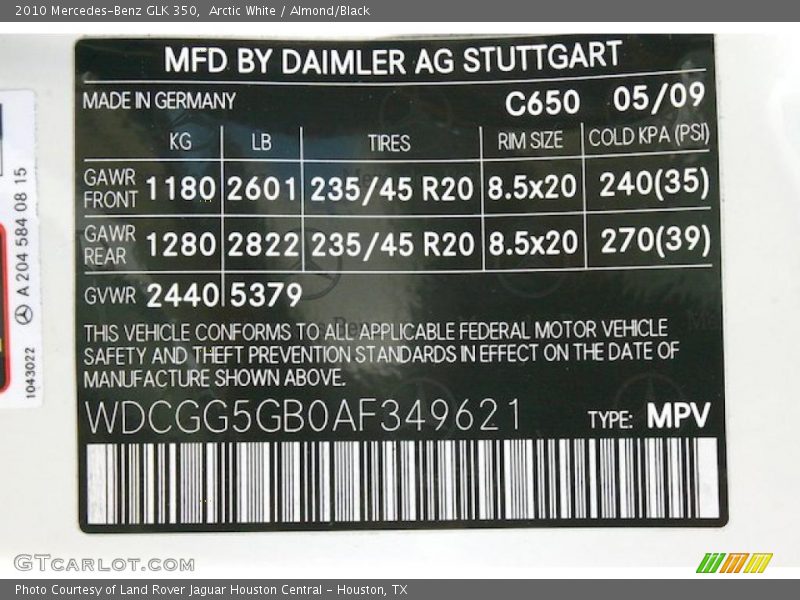 2010 Mercedes-Benz GLK 350,  Arctic White / Almond/Black
MFD BY DAIMLER AG STUTTGART
MADE IN GERMANY C650 05/09
KG LB TIRES RIM SIZE COLD KPA (PSI)
GAWR FRONT 1180 2601 235/45 R20 8.5x20 240(35)
GAWR REAR 1280 2822 235/45 R20 8.5x20 270(39)
GVWR 2440 5379
THIS VEHICLE CONFORMS TO ALL APPLICABLE FEDERAL MOTOR VEHICLE
SAFETY AND THEFT PREVENTION STANDARDS IN EFFECT ON THE DATE OF
MANUFACTURE SHOWN ABOVE.
WDCGG5GB0AF349621 TYPE: MPV
A 204 584 08 15
1043022
GTCARLOT.COM
Photo Courtesy of Land Rover Jaguar Houston Central - Houston, TX